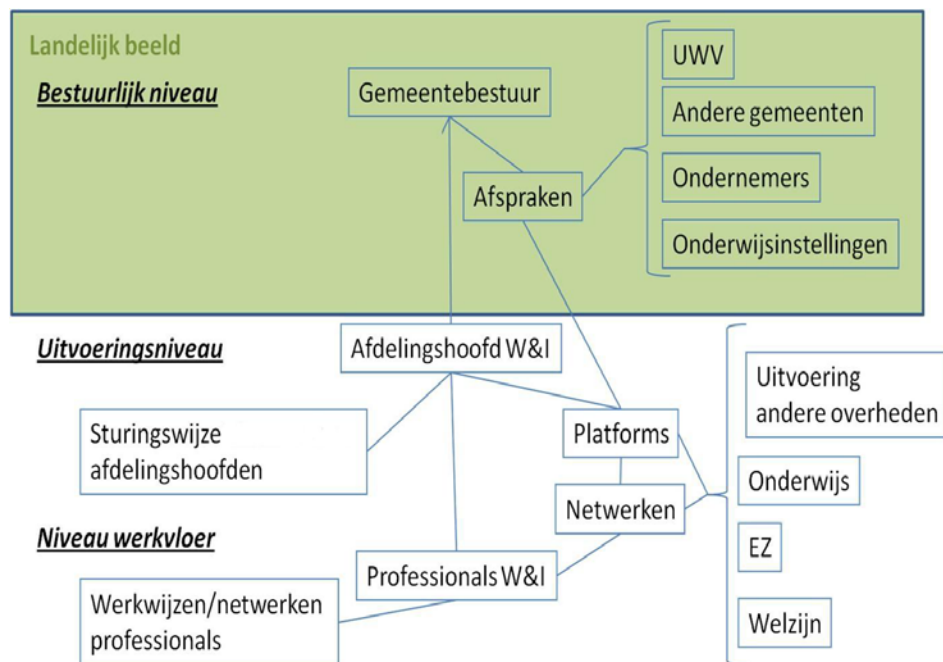 Landelijk beeld
Bestuurlijk niveau
Gemeentebestuur
Afspraken
UWV
Andere gemeenten
Ondernemers
Onderwijsinstellingen
Uitvoeringsniveau
Afdelingshoofd W&I
Sturingswijze
afdelingshoofden
Platforms
Netwerken
Uitvoering
andere overheden
Onderwijs
EZ
Welzijn
Niveau werkvloer
Professionals W&I
Werkwijzen/netwerken
professionals